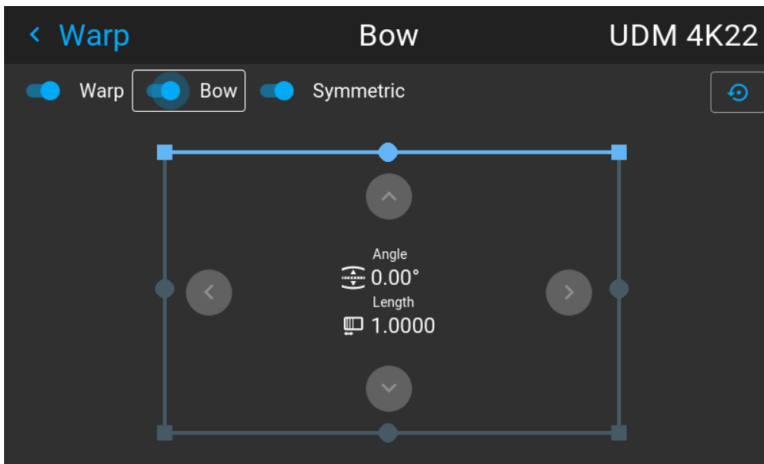 Warp Bow UDM 4K22
Warp Bow Symmetric
Angle
0.00°
Length
1.0000